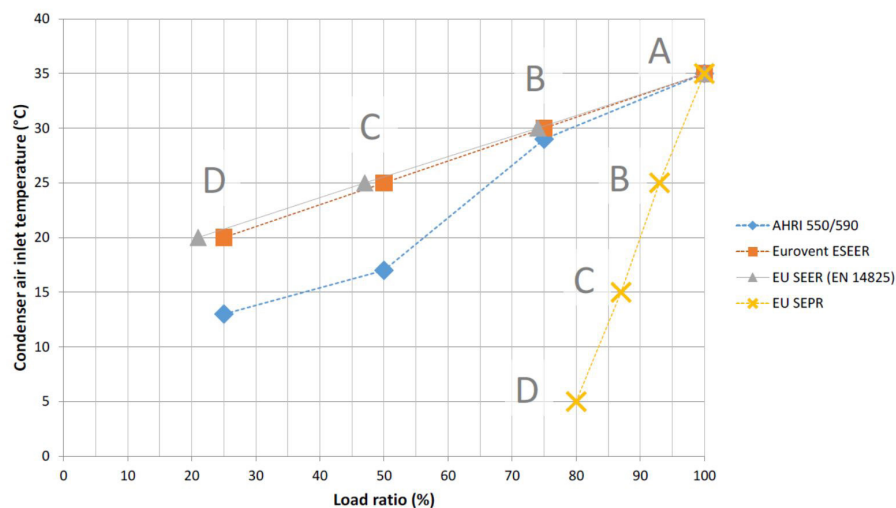 40
35
30
25
20
15
10
5
0
Condenser air inlet temperature (°C)
A
B
C
D
B
C
D
0 10 20 30 40 50 60 70 80 90 100
Load ratio (%)
AHRI 550/590
Eurovent ESEER
EU SEER (EN 14825)
EU SEPR